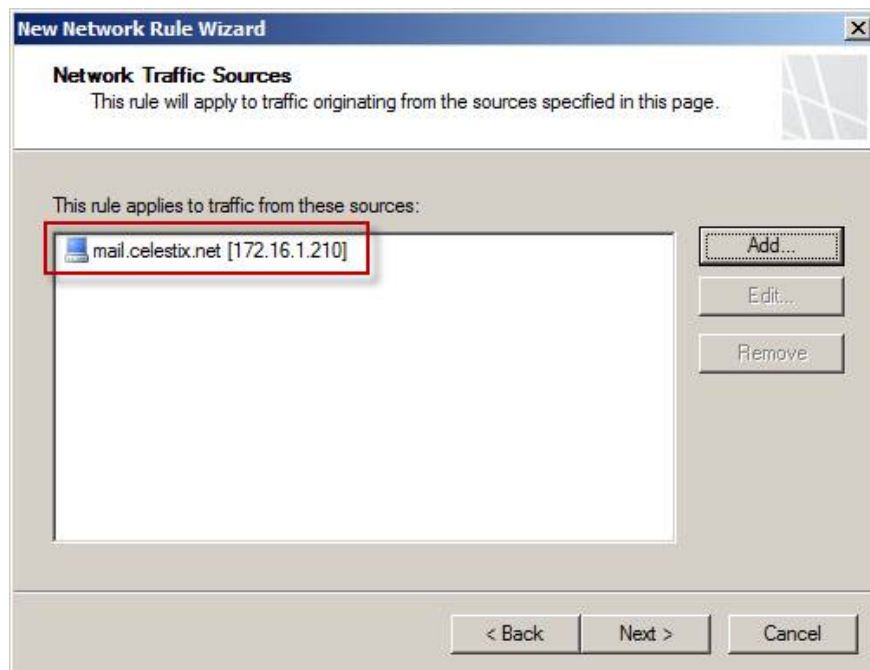 New Network Rule Wizard
Network Traffic Sources
This rule will apply to traffic originating from the sources specified in this page.
This rule applies to traffic from these sources:
mail.celestix.net [172.16.1.210]
Add...
Edit...
Remove
< Back
Next >
Cancel